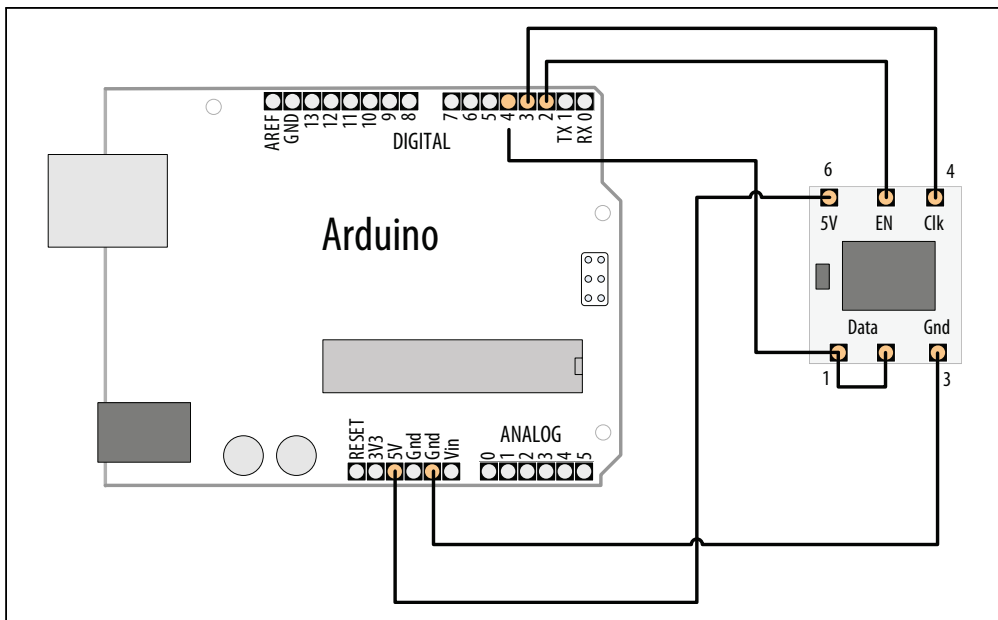 AREF
GND
13
12
11
10
9
8
7
6
5
4
3
2
TX 1
RX 0
DIGITAL
6
4
5V
EN
Clk
Arduino
Data
Gnd
1
3
RESET
3V3
5V
Gnd
Gnd
Vin
ANALOG
0
1
2
3
4
5